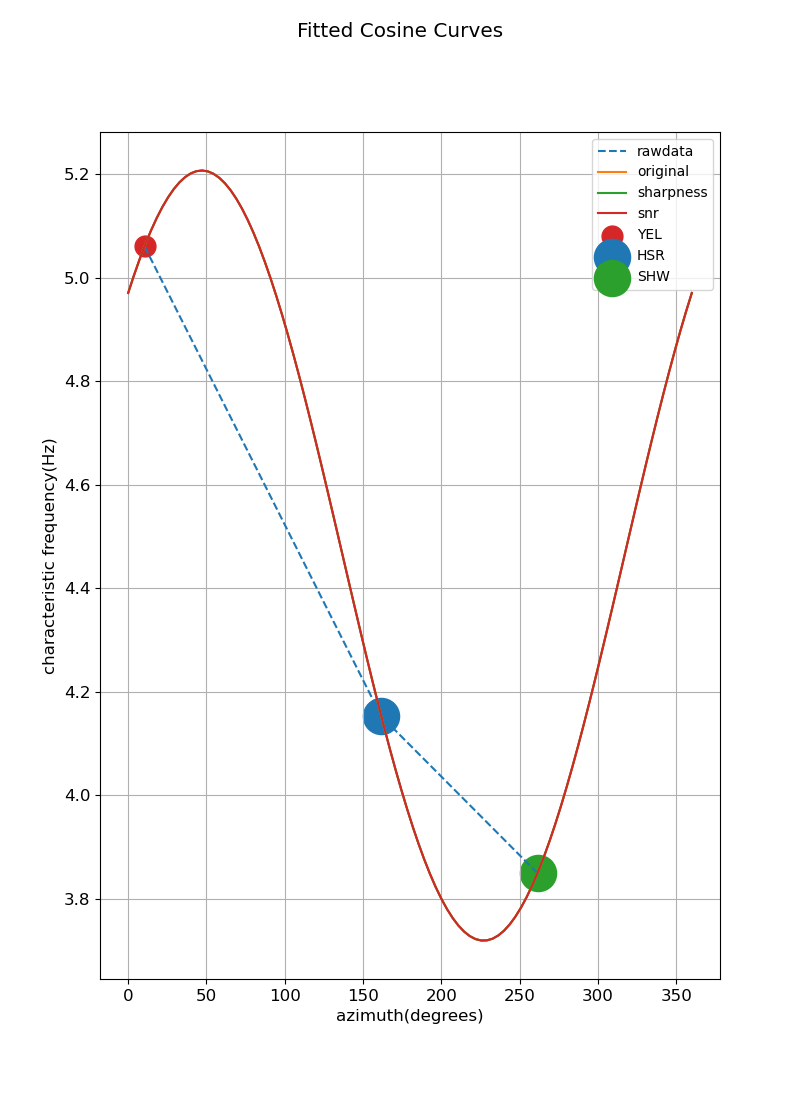 Fitted Cosine Curves
rawdata
original
sharpness
snr
YEL
HSR
SHW
characteristic frequency(Hz)
5.2
5.0
4.8
4.6
4.4
4.2
4.0
3.8
0 50 100 150 200 250 300 350
azimuth(degrees)